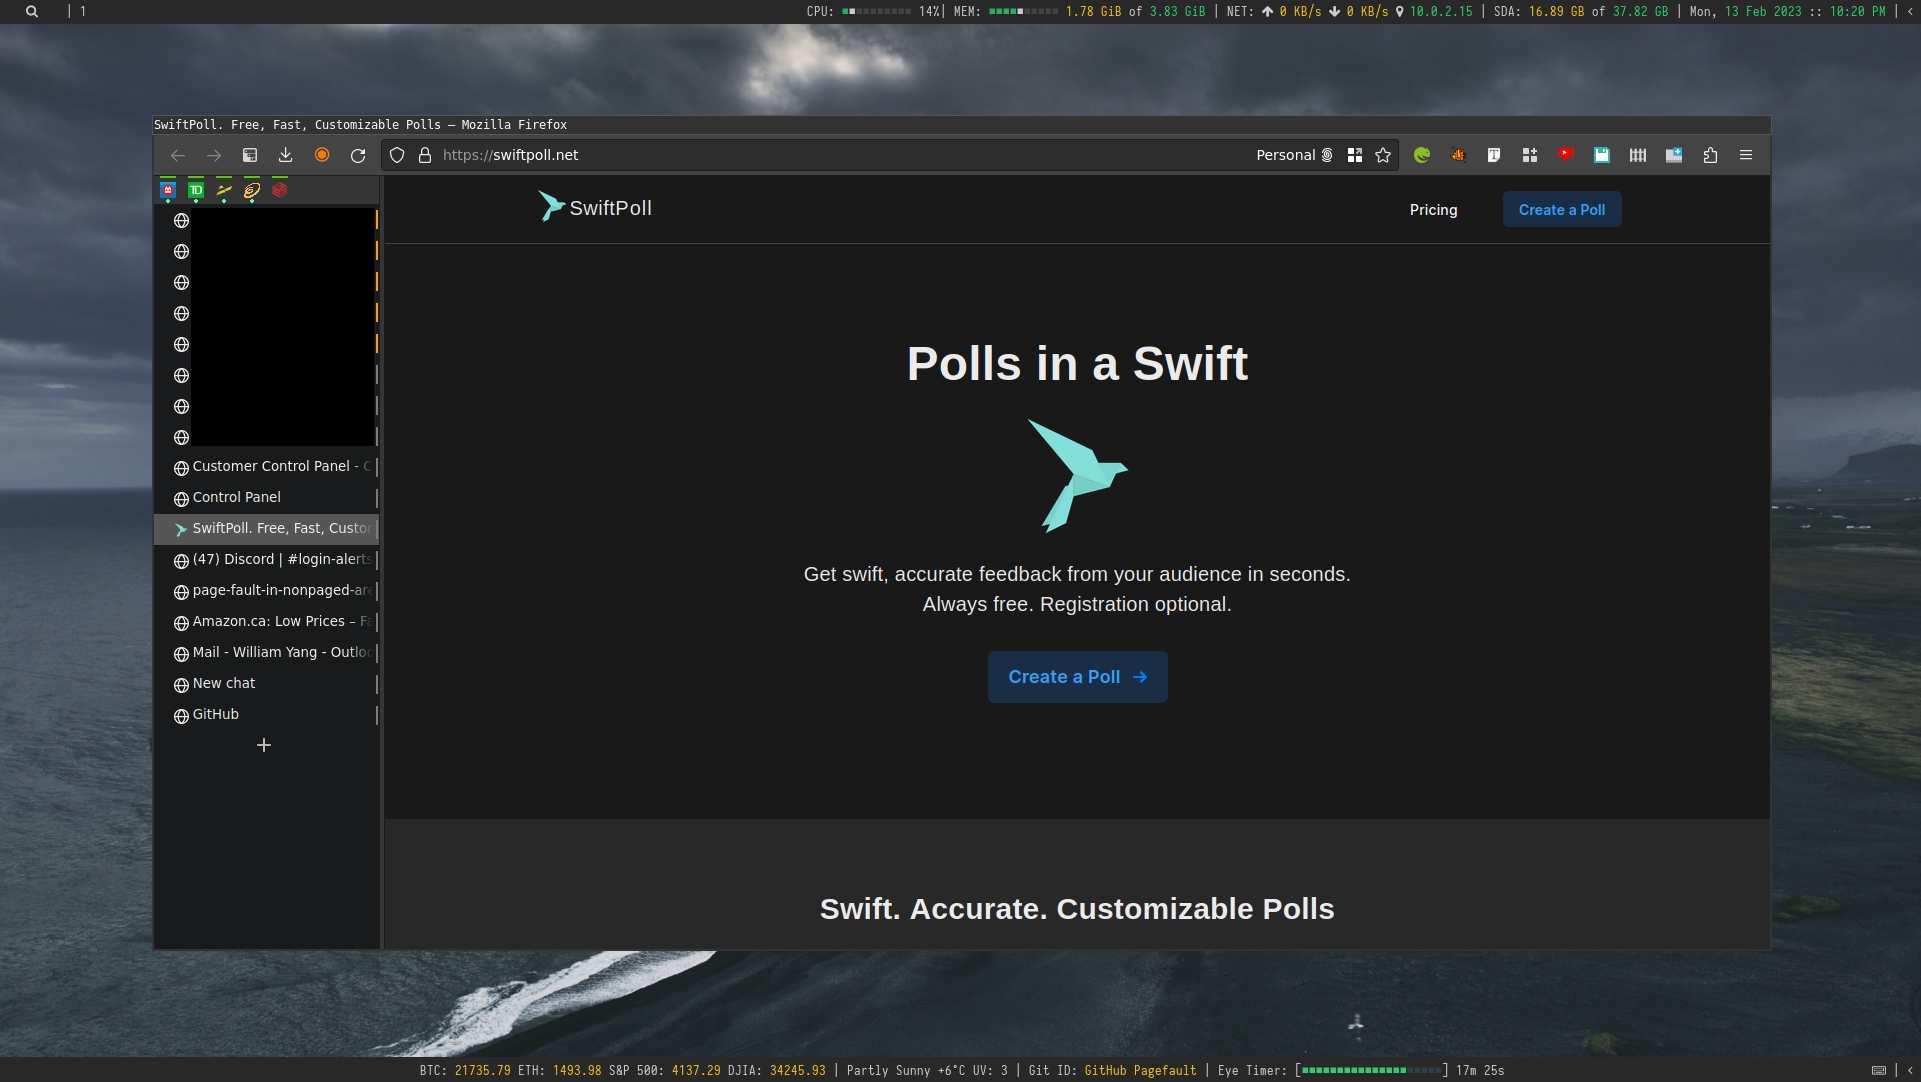 1
CPU: 14%| MEM: 1.78 GiB of 3.83 GiB | NET: 0 KB/s 0 KB/s 10.0.2.15 | SDA: 16.89 GB of 37.82 GB | Mon, 13 Feb 2023 :: 10:20 PM | <
SwiftPoll. Free, Fast, Customizable Polls — Mozilla Firefox
https://swiftpoll.net
Personal
TD
SwiftPoll
Pricing
Create a Poll
Customer Control Panel - C
Control Panel
SwiftPoll. Free, Fast, Custo
(47) Discord | #login-alerts
page-fault-in-nonpaged-are
Amazon.ca: Low Prices – Fa
Mail - William Yang - Outloo
New chat
GitHub
Polls in a Swift
Get swift, accurate feedback from your audience in seconds.
Always free. Registration optional.
Create a Poll →
Swift. Accurate. Customizable Polls
BTC: 21735.79 ETH: 1493.98 S&P 500: 4137.29 DJIA: 34245.93 | Partly Sunny +6°C UV: 3 | Git ID: GitHub Pagefault | Eye Timer: [ ] 17m 25s
| <